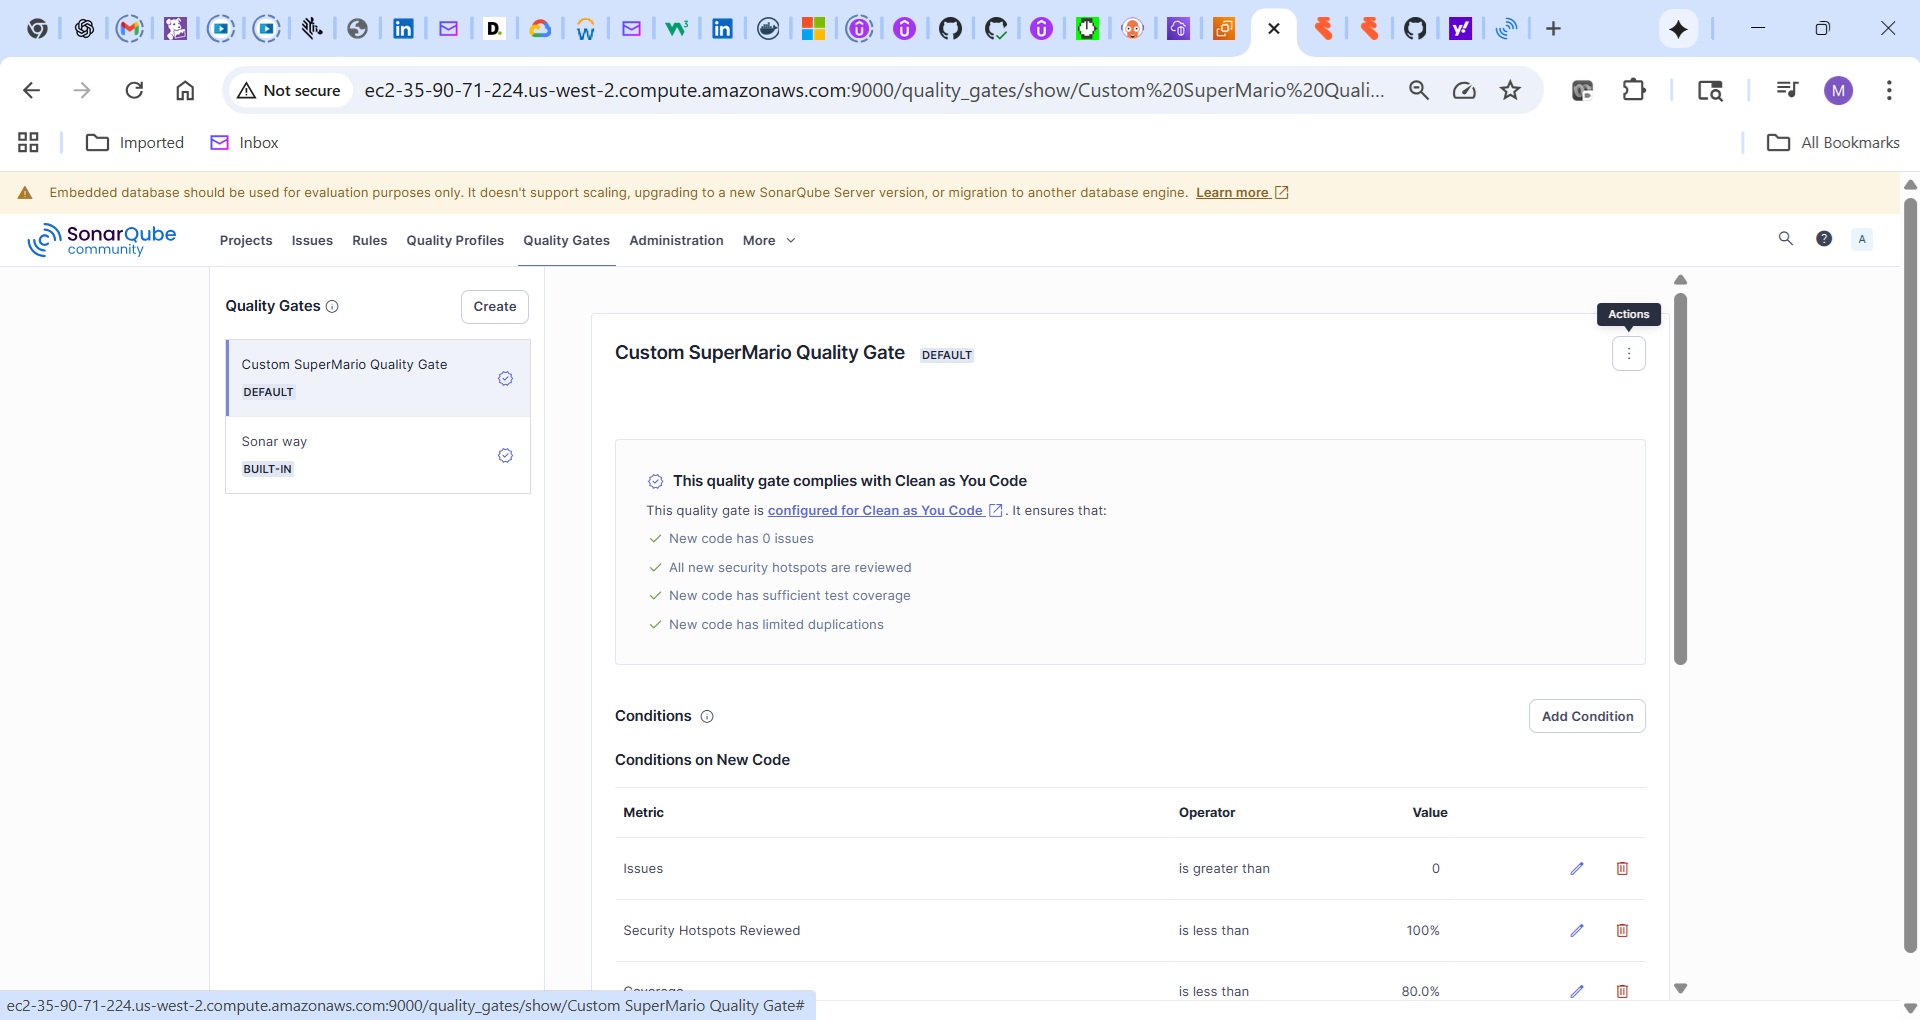 Not secure
ec2-35-90-71-224.us-west-2.compute.amazonaws.com:9000/quality_gates/show/Custom%20SuperMario%20Quali...
M
Imported
Inbox
All Bookmarks
Embedded database should be used for evaluation purposes only. It doesn't support scaling, upgrading to a new SonarQube Server version, or migration to another database engine. Learn more
SonarQube
community
Projects
Issues
Rules
Quality Profiles
Quality Gates
Administration
More
?
A
Quality Gates
Create
Custom SuperMario Quality Gate
DEFAULT
Sonar way
BUILT-IN
Actions
Custom SuperMario Quality Gate DEFAULT
This quality gate complies with Clean as You Code
This quality gate is configured for Clean as You Code. It ensures that:
New code has 0 issues
All new security hotspots are reviewed
New code has sufficient test coverage
New code has limited duplications
Conditions
Add Condition
Conditions on New Code
Metric Operator Value
Issues is greater than 0
Security Hotspots Reviewed is less than 100%
Coverage is less than 80.0%
ec2-35-90-71-224.us-west-2.compute.amazonaws.com:9000/quality_gates/show/Custom SuperMario Quality Gate#